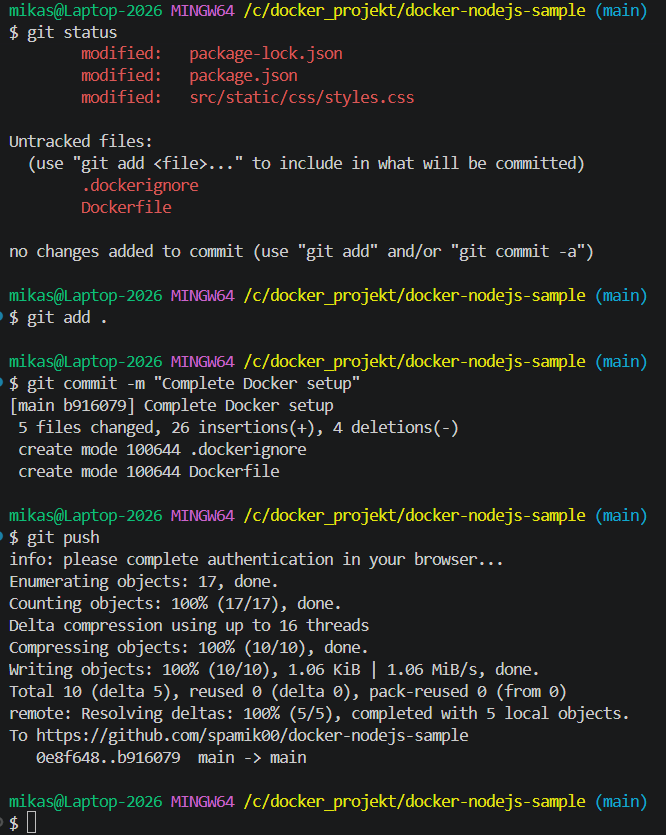 mikas@Laptop-2026 MINGW64 /c/docker_projekt/docker-nodejs-sample (main)
$ git status
        modified:   package-lock.json
        modified:   package.json
        modified:   src/static/css/styles.css

Untracked files:
  (use "git add <file>..." to include in what will be committed)
        .dockerignore
        Dockerfile

no changes added to commit (use "git add" and/or "git commit -a")

mikas@Laptop-2026 MINGW64 /c/docker_projekt/docker-nodejs-sample (main)
$ git add .

mikas@Laptop-2026 MINGW64 /c/docker_projekt/docker-nodejs-sample (main)
$ git commit -m "Complete Docker setup"
[main b916079] Complete Docker setup
 5 files changed, 26 insertions(+), 4 deletions(-)
 create mode 100644 .dockerignore
 create mode 100644 Dockerfile

mikas@Laptop-2026 MINGW64 /c/docker_projekt/docker-nodejs-sample (main)
$ git push
info: please complete authentication in your browser...
Enumerating objects: 17, done.
Counting objects: 100% (17/17), done.
Delta compression using up to 16 threads
Compressing objects: 100% (10/10), done.
Writing objects: 100% (10/10), 1.06 KiB | 1.06 MiB/s, done.
Total 10 (delta 5), reused 0 (delta 0), pack-reused 0 (from 0)
remote: Resolving deltas: 100% (5/5), completed with 5 local objects.
To https://github.com/spamik00/docker-nodejs-sample
   0e8f648..b916079  main -> main

mikas@Laptop-2026 MINGW64 /c/docker_projekt/docker-nodejs-sample (main)
$